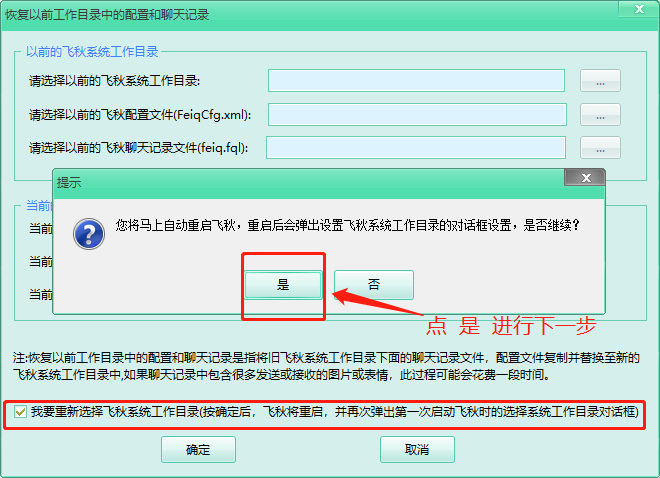 恢复以前工作目录中的配置和聊天记录
以前的飞秋系统工作目录
请选择以前的飞秋系统工作目录:
...
请选择以前的飞秋配置文件(FeiqCfg.xml):
...
请选择以前的飞秋聊天记录文件(feiq.fql):
...
提示
当前
您将马上自动重启飞秋，重启后会弹出设置飞秋系统工作目录的对话框设置，是否继续?
当前
当前
当前
是
否
点 是 进行下一步
注:恢复以前工作目录中的配置和聊天记录是指将旧飞秋系统工作目录下面的聊天记录文件，配置文件复制并替换至新的
飞秋系统工作目录中,如果聊天记录中包含很多发送或接收的图片或表情，此过程可能会花费一段时间。
我要重新选择飞秋系统工作目录(按确定后，飞秋将重启，并再次弹出第一次启动飞秋时的选择系统工作目录对话框)
确定
取消